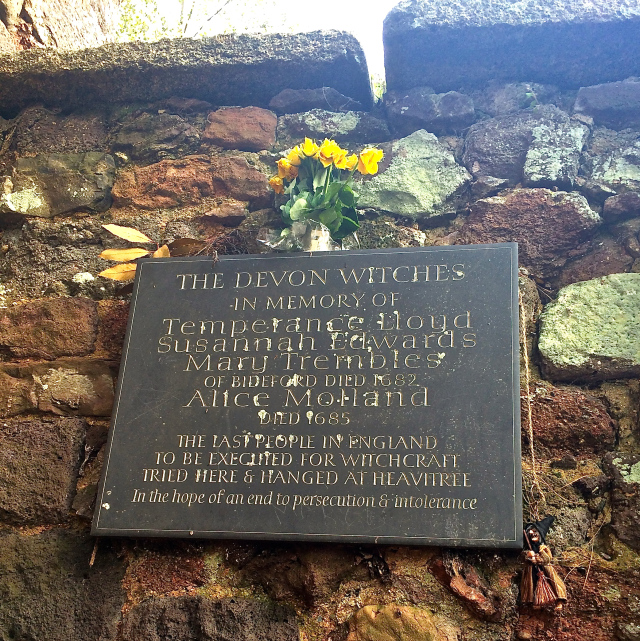 THE DEVON WITCHES
IN MEMORY OF
Temperance Lloyd
Susannah Edwards
Mary Trembles
OF BIDEFORD DIED 1682
Alice Molland
DIED 1685
THE LAST PEOPLE IN ENGLAND
TO BE EXECUTED FOR WITCHCRAFT
TRIED HERE & HANGED AT HEAVITREE
In the hope of an end to persecution & intolerance